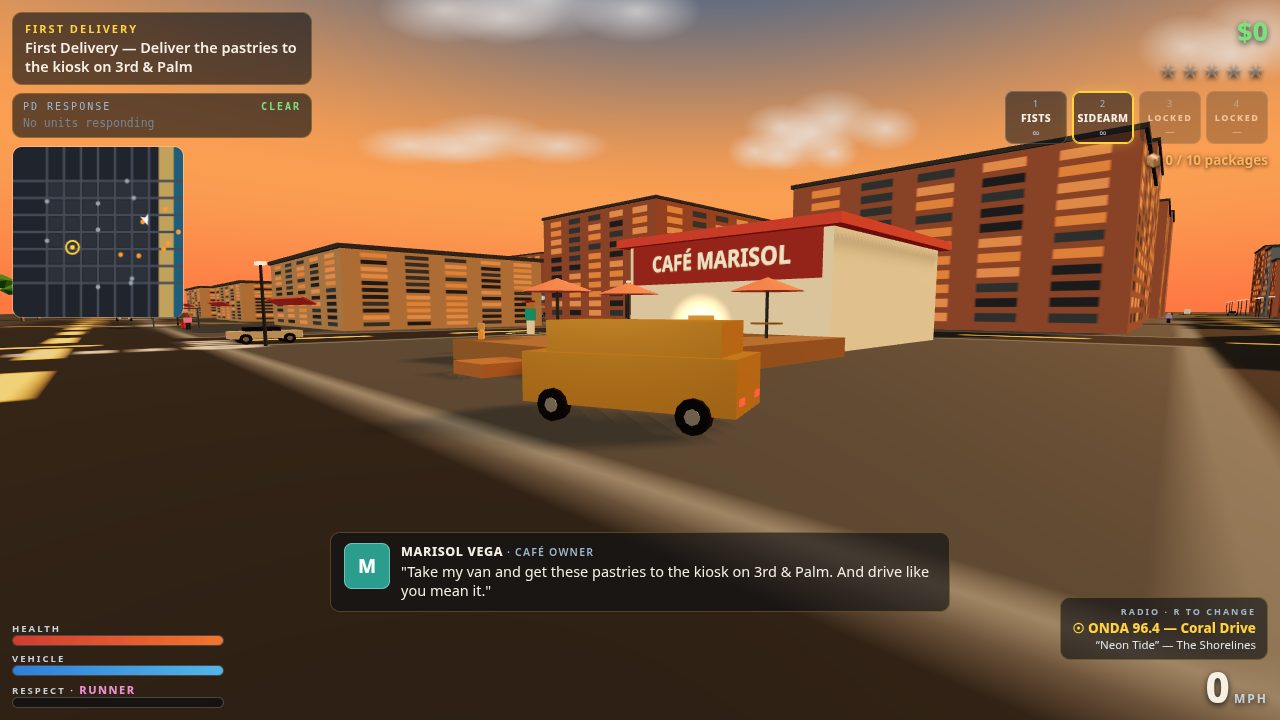 FIRST DELIVERY
First Delivery — Deliver the pastries to
the kiosk on 3rd & Palm
PD RESPONSE CLEAR
No units responding
$0
1 2 3 4
FISTS SIDEARM LOCKED LOCKED
∞ ∞ — —
0 / 10 packages
CAFÉ MARISOL
M
MARISOL VEGA · CAFÉ OWNER
"Take my van and get these pastries to the kiosk on 3rd & Palm. And drive like
you mean it."
HEALTH
VEHICLE
RESPECT · RUNNER
RADIO · R TO CHANGE
ONDA 96.4 — Coral Drive
“Neon Tide” — The Shorelines
0 MPH